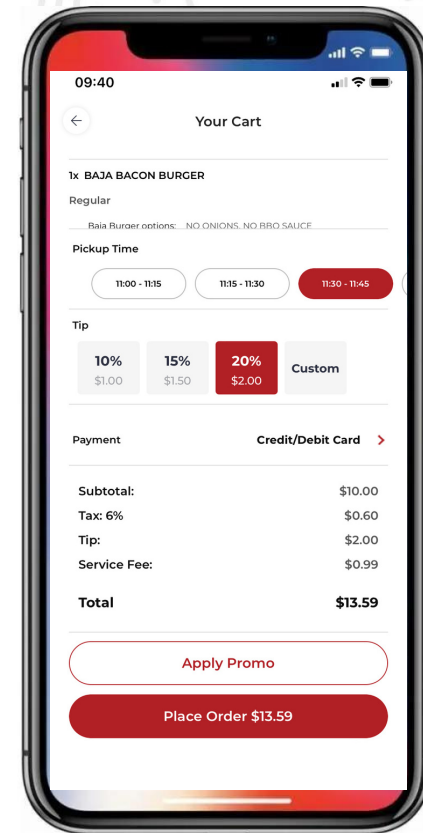 09:40
Your Cart
1x BAJA BACON BURGER
Regular
Baja Burger options: NO ONIONS, NO BBQ SAUCE
Pickup Time
11:00 - 11:15 11:15 - 11:30 11:30 - 11:45
Tip
10% 15% 20% Custom
$1.00 $1.50 $2.00
Payment Credit/Debit Card
Subtotal: $10.00
Tax: 6% $0.60
Tip: $2.00
Service Fee: $0.99
Total $13.59
Apply Promo
Place Order $13.59